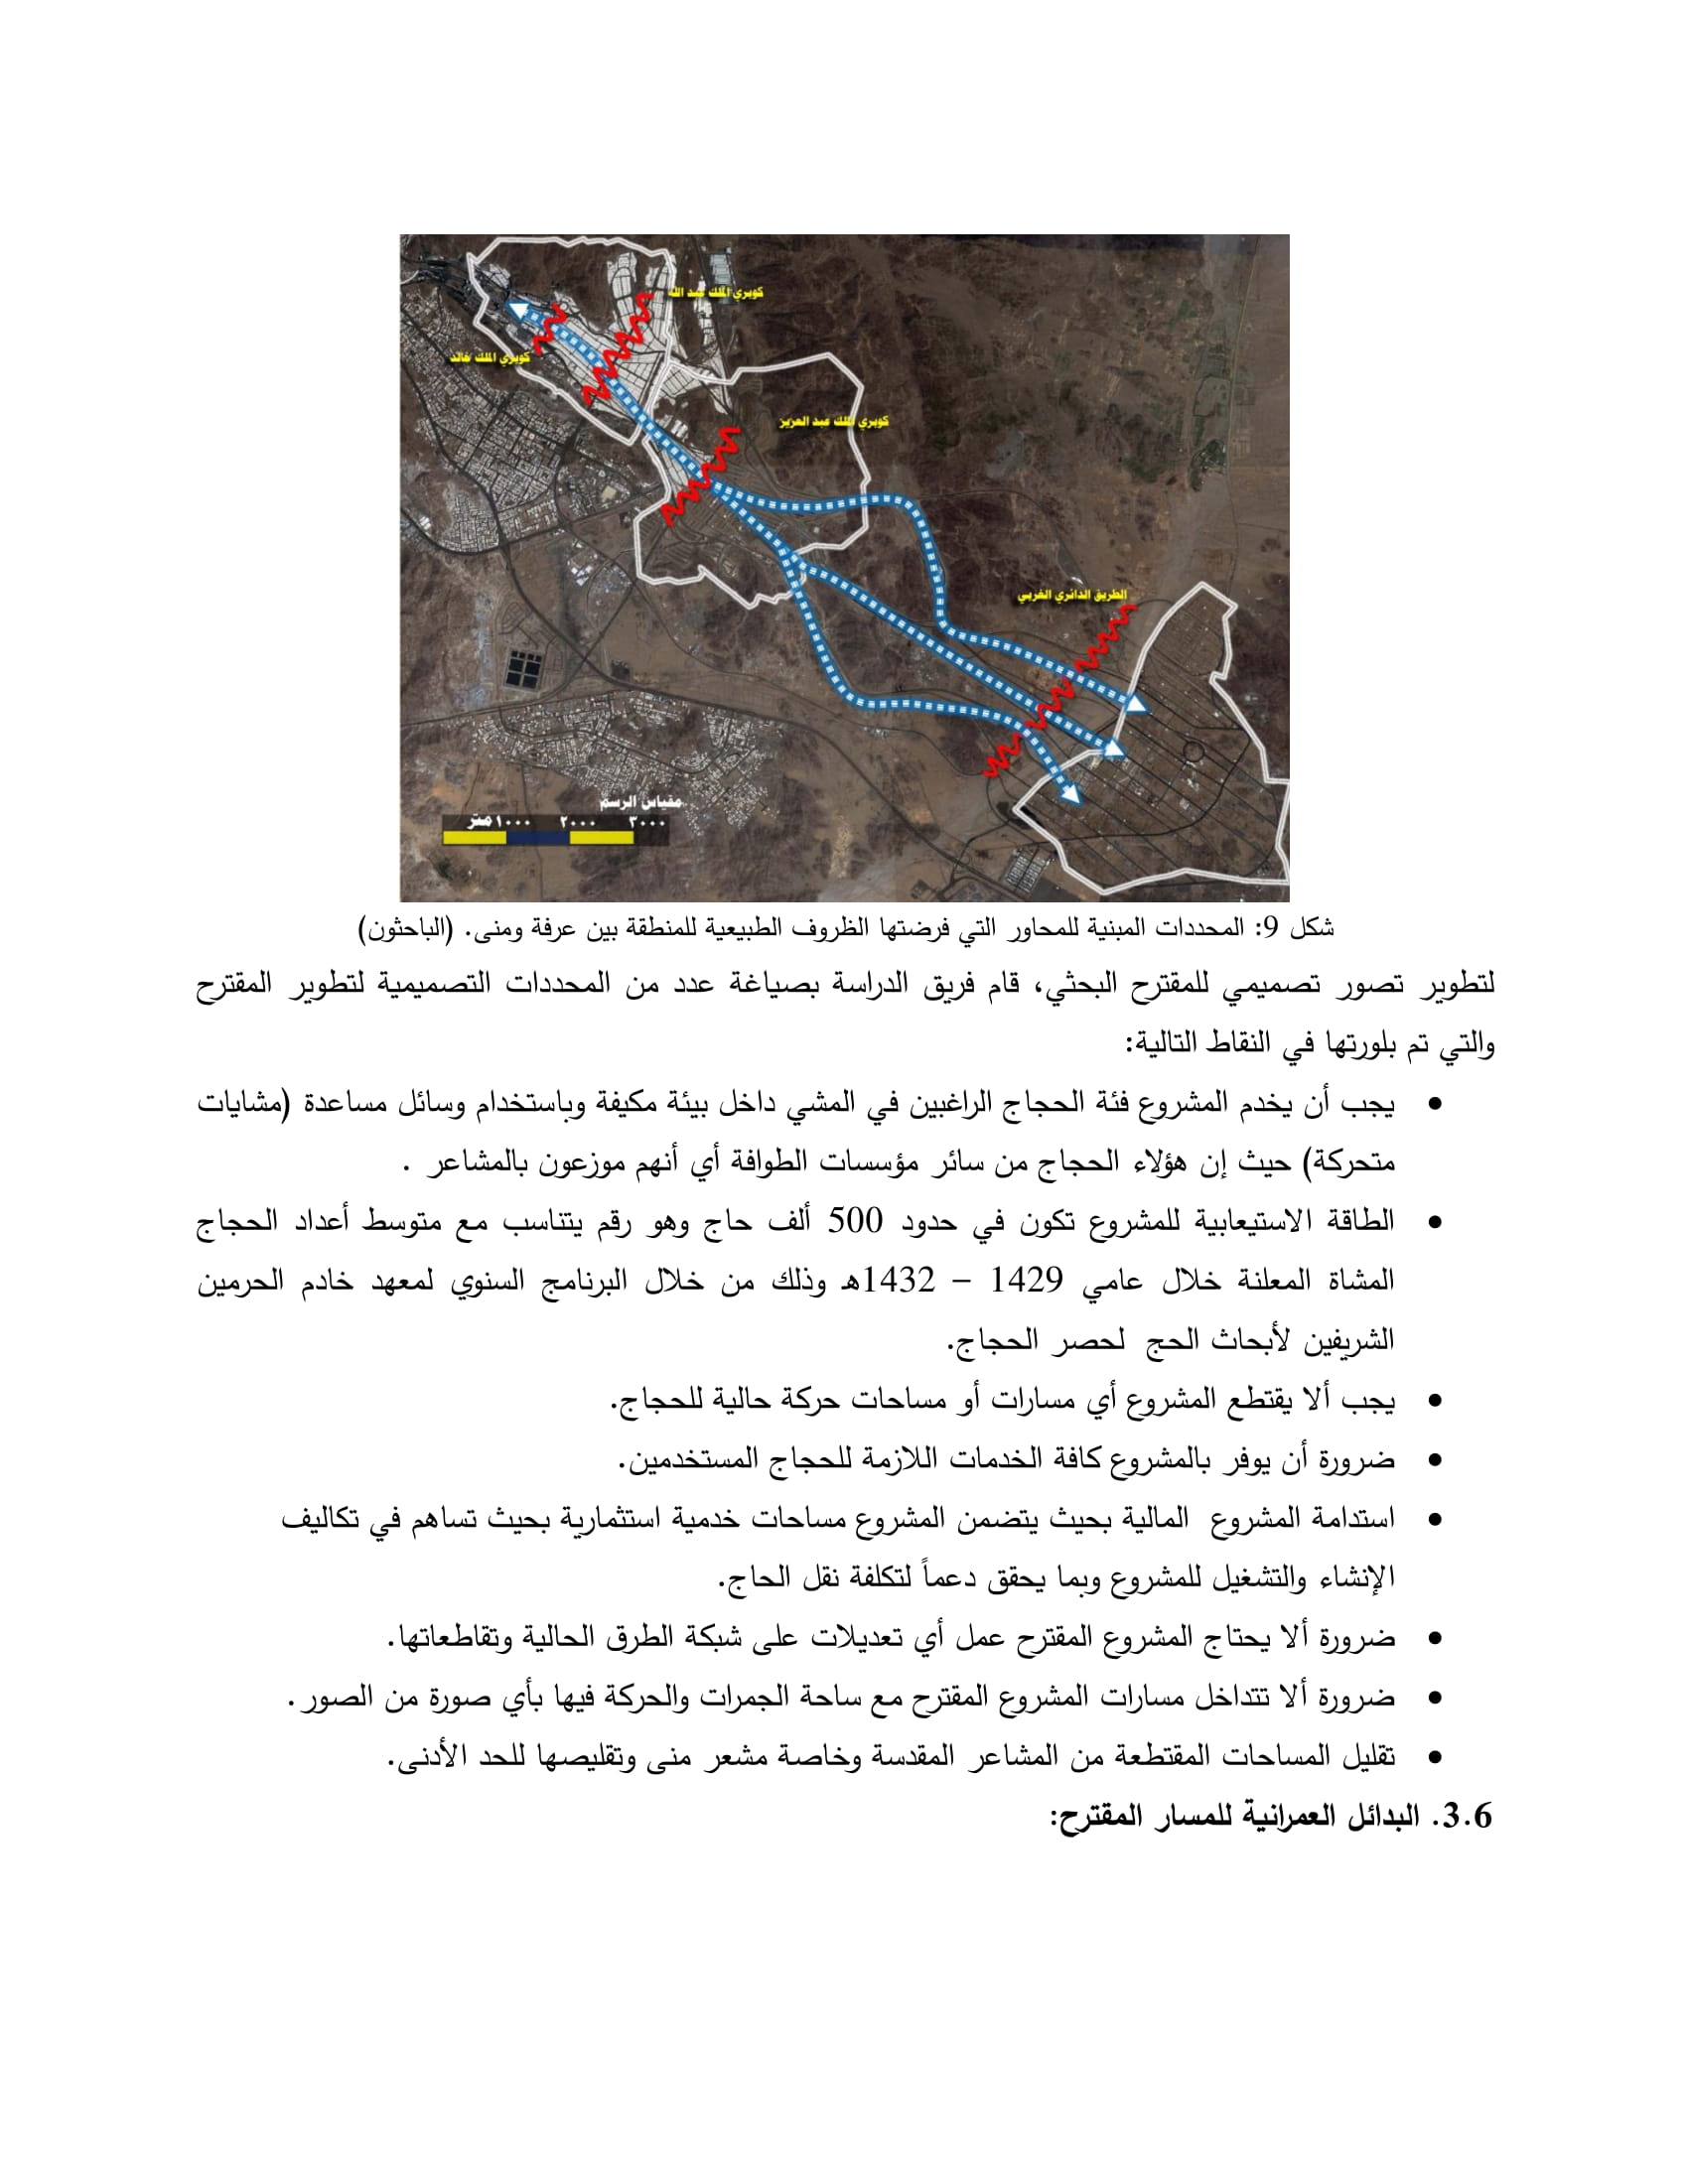 كوبري الملك عبد الله
كوبري الملك خالد
كوبري الملك عبد العزيز
الطريق الدائري الغربي
مقياس الرسم
١٠٠٠ متر ٢٠٠٠ ٣٠٠٠
شكل 9: المحددات المبنية للمحاور التي فرضتها الظروف الطبيعية للمنطقة بين عرفة ومنى. (الباحثون)
لتطوير تصور تصميمي للمقترح البحثي، قام فريق الدراسة بصياغة عدد من المحددات التصميمية لتطوير المقترح
والتي تم بلورتها في النقاط التالية:
• يجب أن يخدم المشروع فئة الحجاج الراغبين في المشي داخل بيئة مكيفة وباستخدام وسائل مساعدة (مشايات
متحركة) حيث إن هؤلاء الحجاج من سائر مؤسسات الطوافة أي أنهم موزعون بالمشاعر .
• الطاقة الاستيعابية للمشروع تكون في حدود 500 ألف حاج وهو رقم يتناسب مع متوسط أعداد الحجاج
المشاة المعلنة خلال عامي 1429 – 1432هـ وذلك من خلال البرنامج السنوي لمعهد خادم الحرمين
الشريفين لأبحاث الحج لحصر الحجاج.
• يجب ألا يقتطع المشروع أي مسارات أو مساحات حركة حالية للحجاج.
• ضرورة أن يوفر بالمشروع كافة الخدمات اللازمة للحجاج المستخدمين.
• استدامة المشروع المالية بحيث يتضمن المشروع مساحات خدمية استثمارية بحيث تساهم في تكاليف
الإنشاء والتشغيل للمشروع وبما يحقق دعماً لتكلفة نقل الحاج.
• ضرورة ألا يحتاج المشروع المقترح عمل أي تعديلات على شبكة الطرق الحالية وتقاطعاتها.
• ضرورة ألا تتداخل مسارات المشروع المقترح مع ساحة الجمرات والحركة فيها بأي صورة من الصور.
• تقليل المساحات المقتطعة من المشاعر المقدسة وخاصة مشعر منى وتقليصها للحد الأدنى.
3.6. البدائل العمرانية للمسار المقترح: